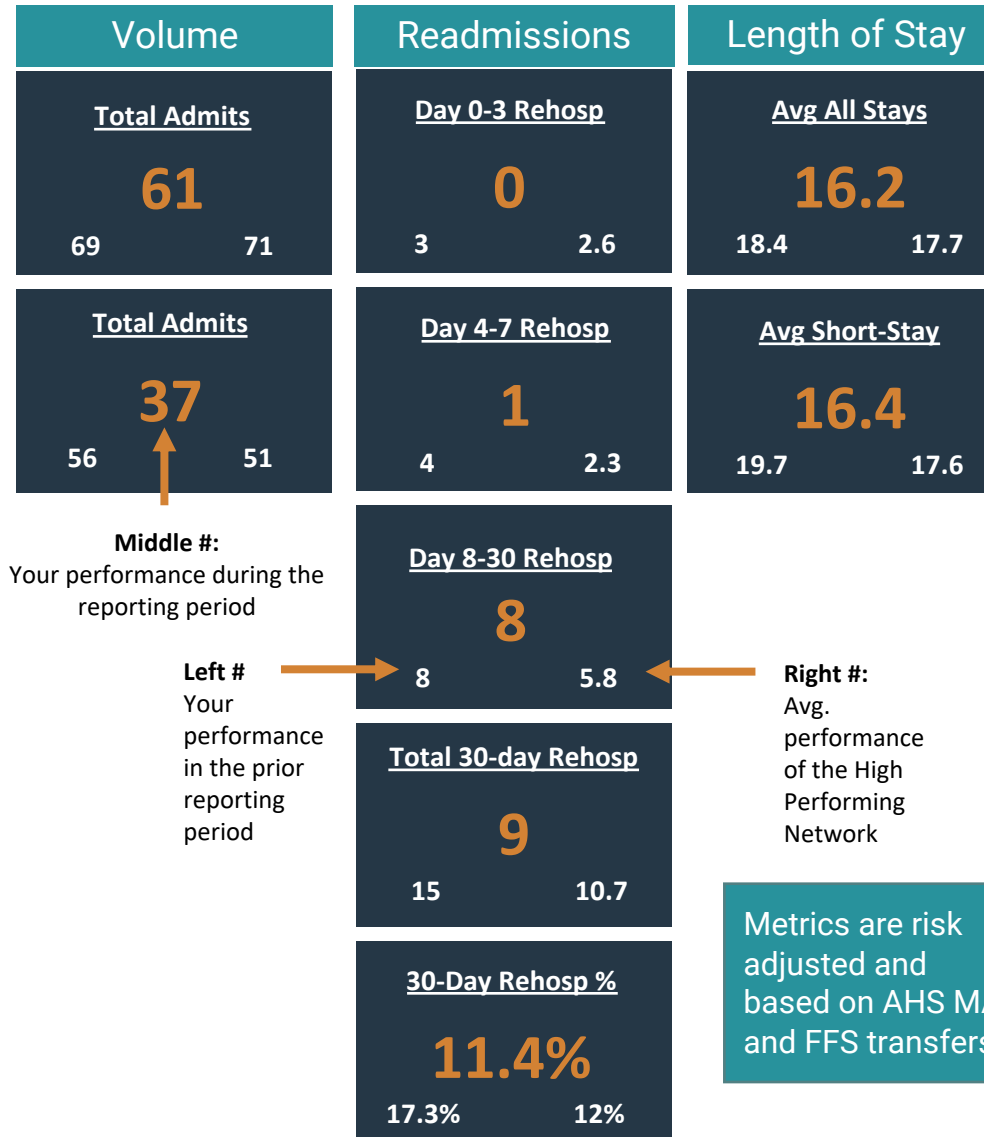 Volume
Total Admits
61
69 71
Total Admits
37
56 51
Middle #:
Your performance during the
reporting period
Left #
Your
performance
in the prior
reporting
period
Readmissions
Day 0-3 Rehosp
0
3 2.6
Day 4-7 Rehosp
1
4 2.3
Day 8-30 Rehosp
8
8 5.8
Total 30-day Rehosp
9
15 10.7
30-Day Rehosp %
11.4%
17.3% 12%
Length of Stay
Avg All Stays
16.2
18.4 17.7
Avg Short-Stay
16.4
19.7 17.6
Right #:
Avg.
performance
of the High
Performing
Network
Metrics are risk
adjusted and
based on AHS MA
and FFS transfers